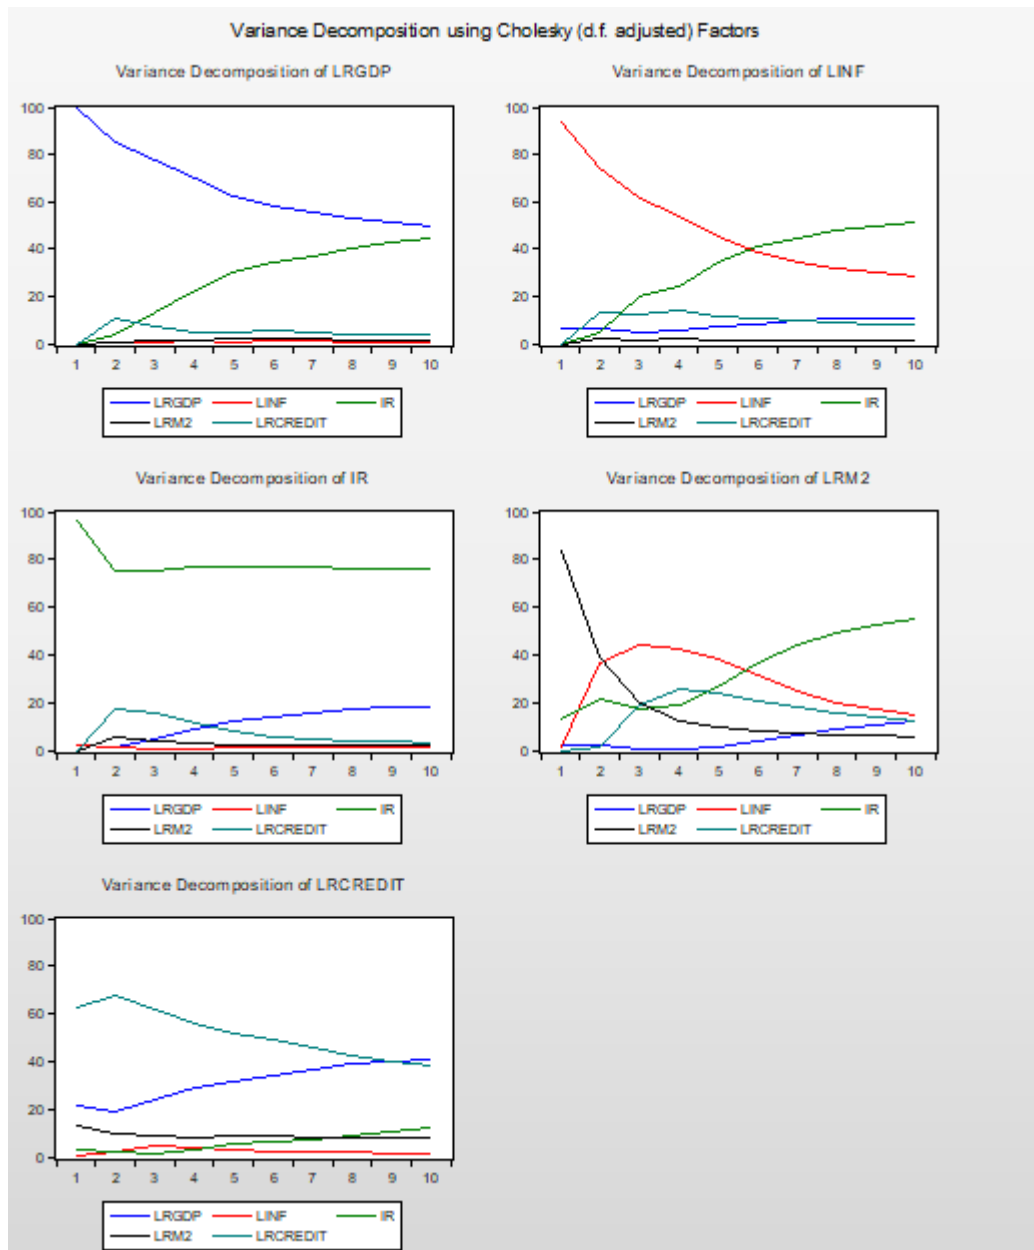 Variance Decomposition using Cholesky (d.f. adjusted) Factors
Variance Decomposition of LRGDP
100
80
60
40
20
0
1 2 3 4 5 6 7 8 9 10
LRGDP LINF IR
LRM2 LRCREDIT
Variance Decomposition of LINF
100
80
60
40
20
0
1 2 3 4 5 6 7 8 9 10
LRGDP LINF IR
LRM2 LRCREDIT
Variance Decomposition of IR
100
80
60
40
20
0
1 2 3 4 5 6 7 8 9 10
LRGDP LINF IR
LRM2 LRCREDIT
Variance Decomposition of LRM2
100
80
60
40
20
0
1 2 3 4 5 6 7 8 9 10
LRGDP LINF IR
LRM2 LRCREDIT
Variance Decomposition of LRCREDIT
100
80
60
40
20
0
1 2 3 4 5 6 7 8 9 10
LRGDP LINF IR
LRM2 LRCREDIT